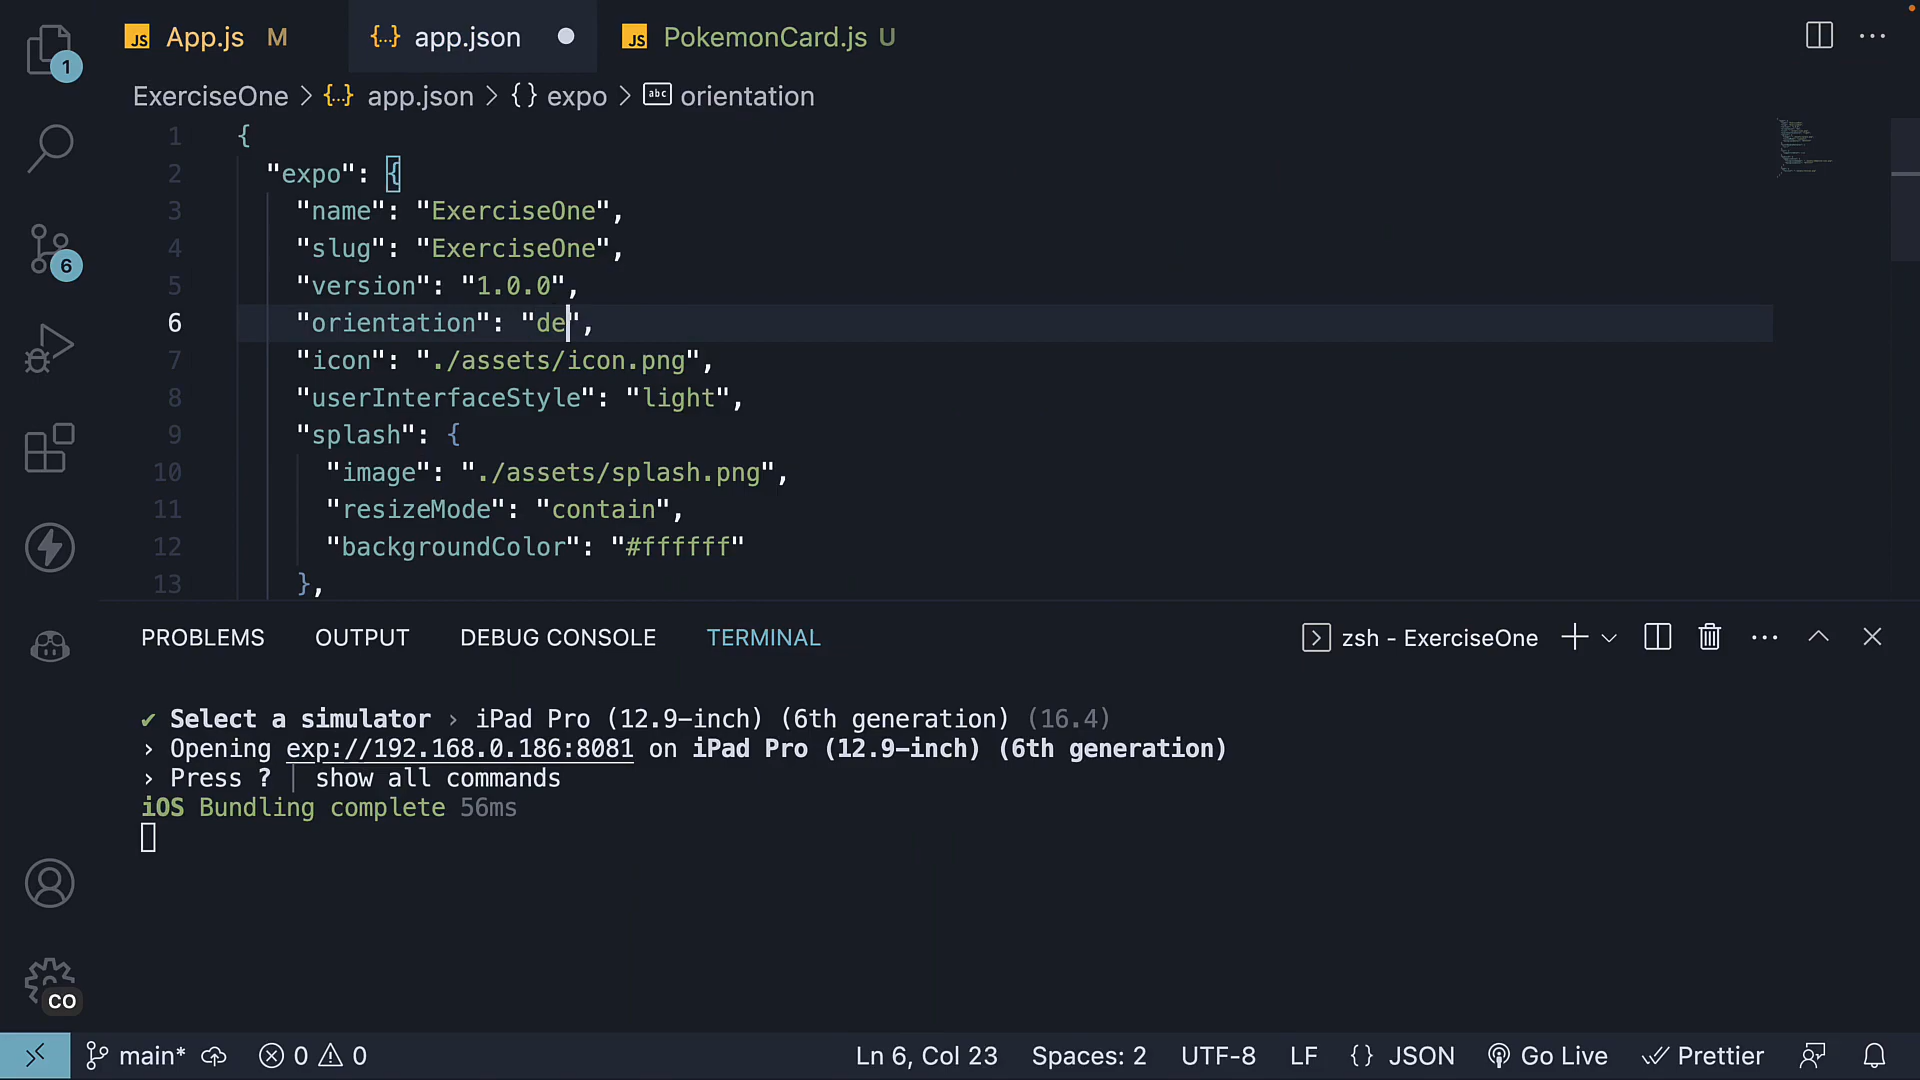 JS App.js M {..} app.json JS PokemonCard.js U
1
ExerciseOne > {..} app.json > {} expo > abc orientation
1 {
2 "expo": {
3 "name": "ExerciseOne",
4 "slug": "ExerciseOne",
5 "version": "1.0.0",
6 "orientation": "de",
7 "icon": "./assets/icon.png",
8 "userInterfaceStyle": "light",
9 "splash": {
10 "image": "./assets/splash.png",
11 "resizeMode": "contain",
12 "backgroundColor": "#ffffff"
13 },
6
PROBLEMS OUTPUT DEBUG CONSOLE TERMINAL zsh - ExerciseOne
✔ Select a simulator › iPad Pro (12.9-inch) (6th generation) (16.4)
› Opening exp://192.168.0.186:8081 on iPad Pro (12.9-inch) (6th generation)
› Press ? │ show all commands
iOS Bundling complete 56ms
CO
main* 0 0 Ln 6, Col 23 Spaces: 2 UTF-8 LF {} JSON Go Live Prettier